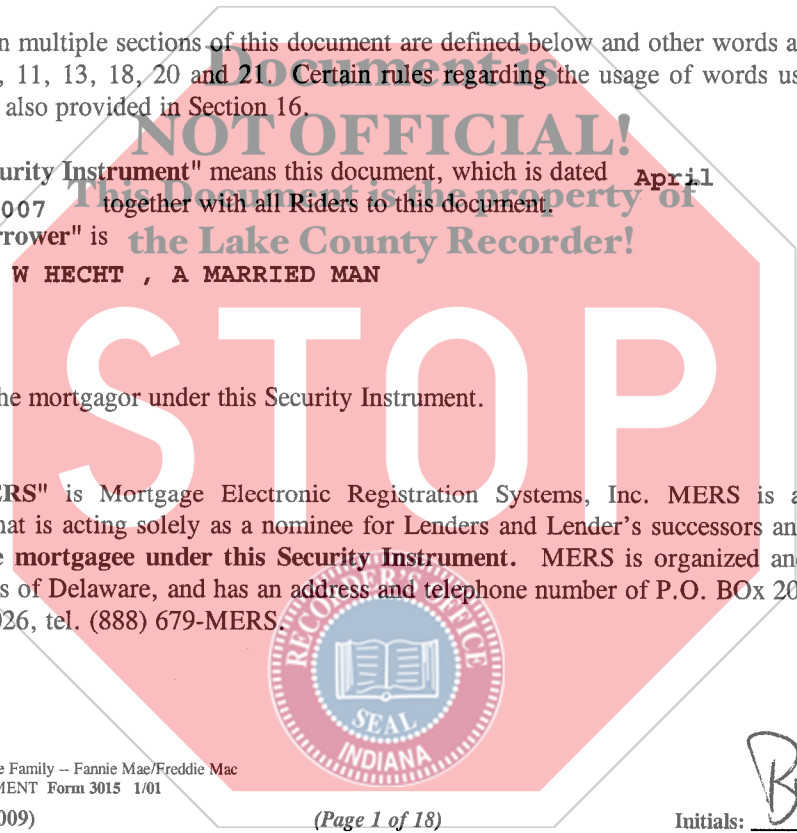 n multiple sections of this document are defined below and other words a
, 11, 13, 18, 20 and 21. Certain rules regarding the usage of words us
also provided in Section 16.
Document is
NOT OFFICIAL!
This Document is the property of
the Lake County Recorder!
urity Instrument" means this document, which is dated April
007 together with all Riders to this document.
rrower" is
W HECHT , A MARRIED MAN
STOP
he mortgagor under this Security Instrument.
ERS" is Mortgage Electronic Registration Systems, Inc. MERS is a
hat is acting solely as a nominee for Lenders and Lender's successors an
e mortgagee under this Security Instrument. MERS is organized an
s of Delaware, and has an address and telephone number of P.O. BOx 20
026, tel. (888) 679-MERS.
RECORDER'S OFFICE
SEAL
INDIANA
e Family -- Fannie Mae/Freddie Mac
MENT Form 3015 1/01
009)
(Page 1 of 18)
Initials: